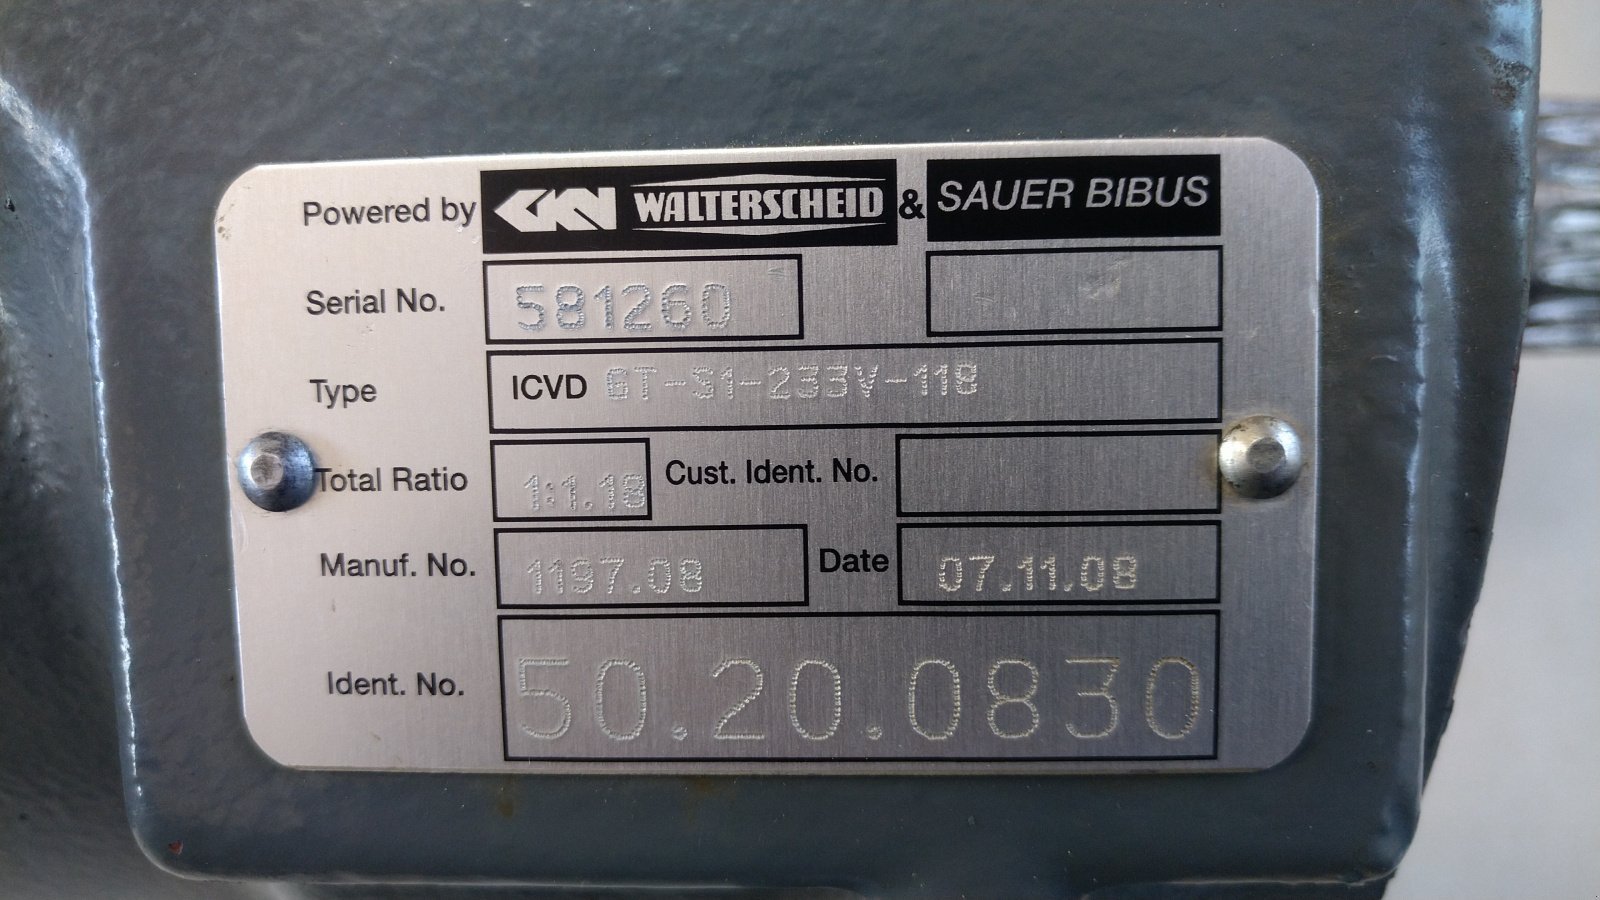 Powered by GKN WALTERSCHEID & SAUER BIBUS
Serial No. 581260
Type ICVD GT-S1-233V-118
Total Ratio 1:1,18 Cust. Ident. No.
Manuf. No. 1197.08 Date 07.11.08
Ident. No. 50.20.0830